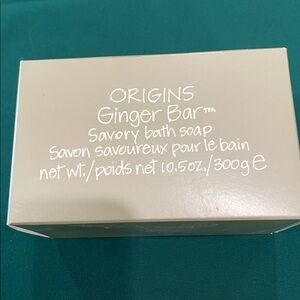 ORIGINS
Ginger Bar™
Savory bath soap
Savon savoureux pour le bain
net wt./poids net 10.5oz./300g e